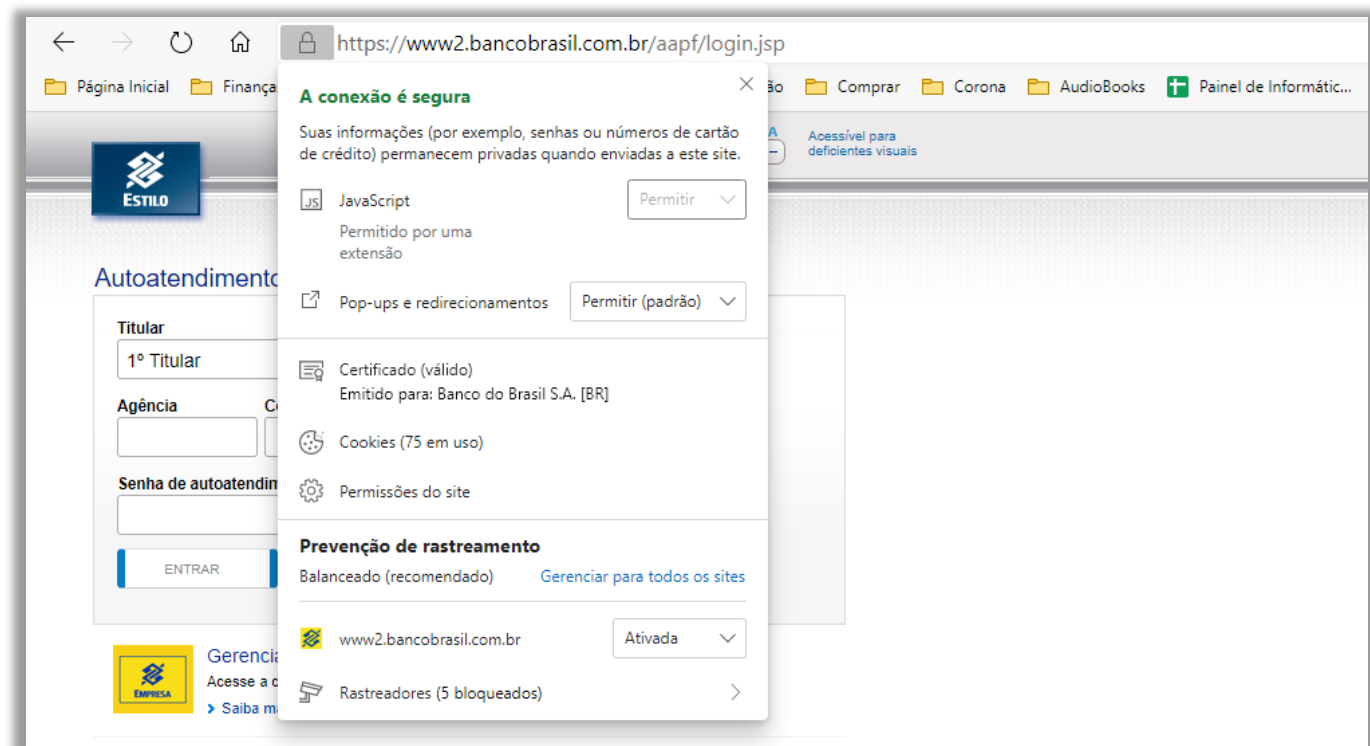 https://www2.bancobrasil.com.br/aapf/login.jsp
Página Inicial
Comprar
Corona
AudioBooks
Painel de Informátic...
A conexão é segura
Suas informações (por exemplo, senhas ou números de cartão
de crédito) permanecem privadas quando enviadas a este site.
A
Acessível para
deficientes visuais
ESTILO
JS
JavaScript
Permitir
Permitido por uma
extensão
Autoatendimento
Pop-ups e redirecionamentos
Permitir (padrão)
Titular
1º Titular
Certificado (válido)
Emitido para: Banco do Brasil S.A. [BR]
Agência
Cookies (75 em uso)
Senha de
Permissões do site
Prevenção de rastreamento
ENTRAR
Balanceado (recomendado)
Gerenciar para todos os sites
www2.bancobrasil.com.br
Ativada
EMPRESA
Acesse a
Saiba
Rastreadores (5 bloqueados)